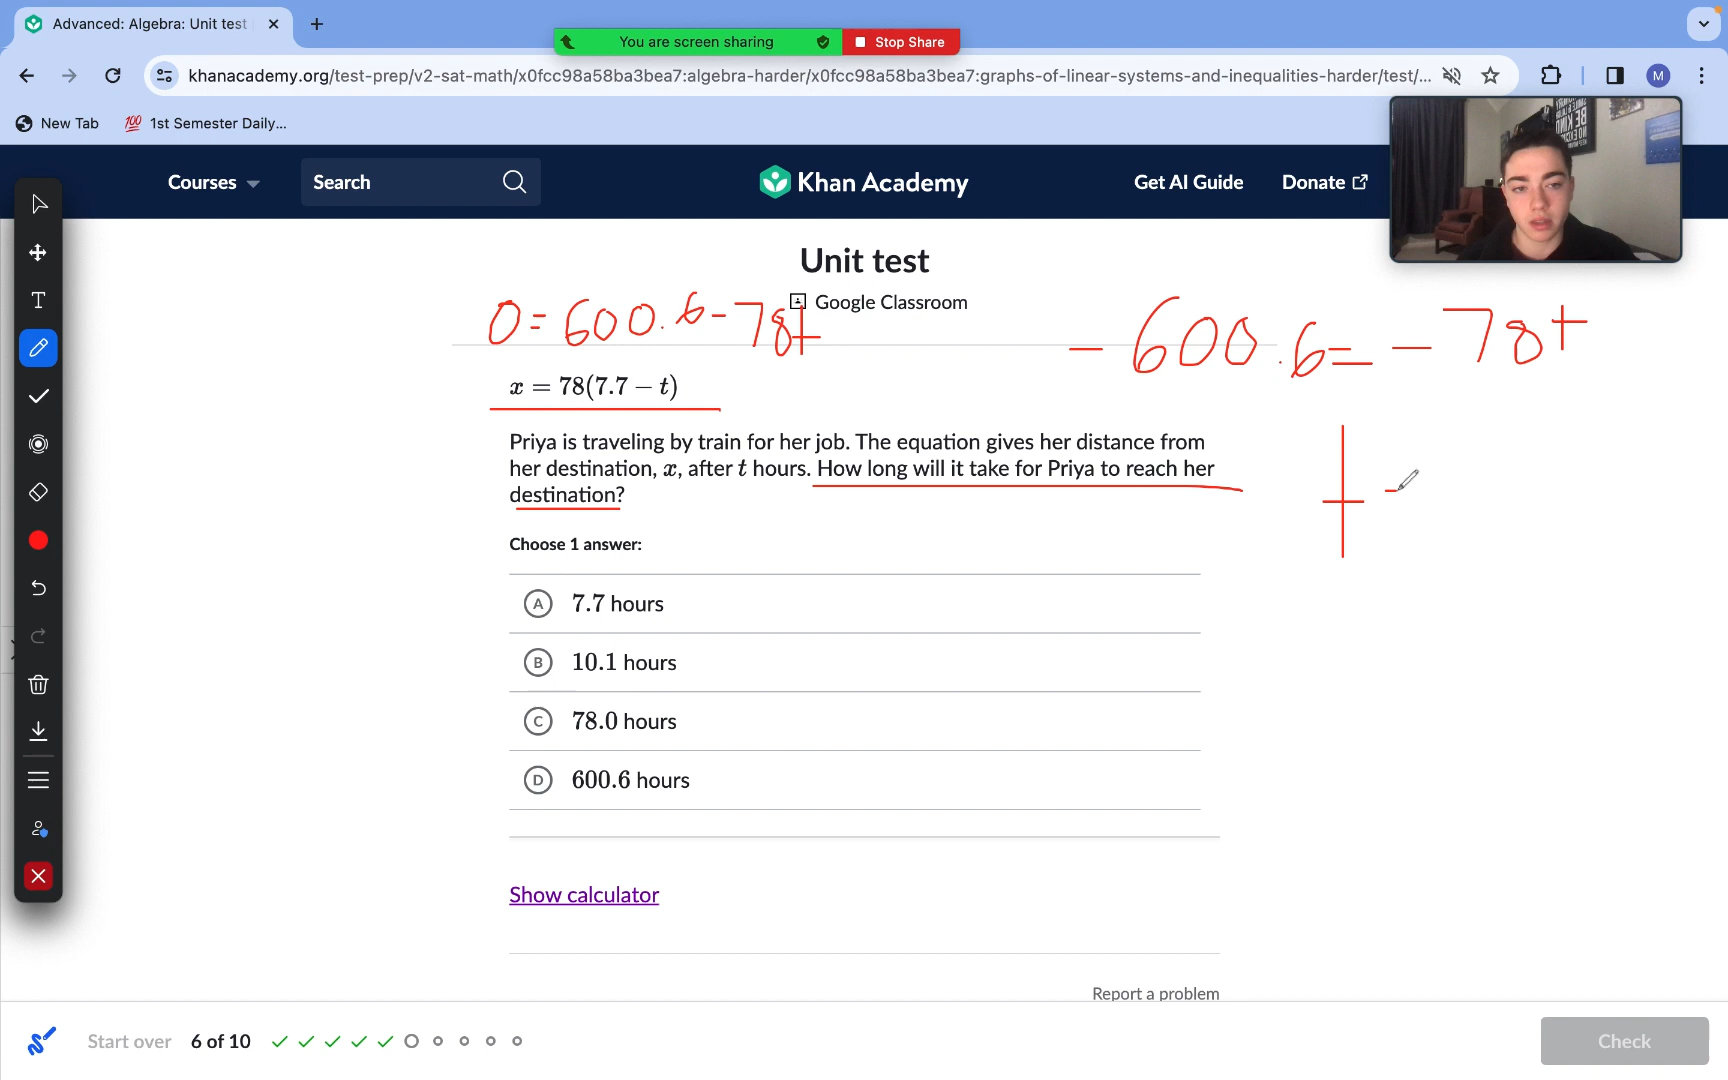 Advanced: Algebra: Unit test
You are screen sharing
Stop Share
khanacademy.org/test-prep/v2-sat-math/x0fcc98a58ba3bea7:algebra-harder/x0fcc98a58ba3bea7:graphs-of-linear-systems-and-inequalities-harder/test/...
M
New Tab
💯 1st Semester Daily...
BE KIND
Courses
Search
Khan Academy
Get AI Guide
Donate
Unit test
Google Classroom
0 = 600.6 - 78t
- 600.6 = - 78t
x = 78(7.7 − t)
Priya is traveling by train for her job. The equation gives her distance from
her destination, x, after t hours. How long will it take for Priya to reach her
destination?
t =
Choose 1 answer:
A 7.7 hours
B 10.1 hours
C 78.0 hours
D 600.6 hours
Show calculator
Report a problem
Start over
6 of 10
Check
T